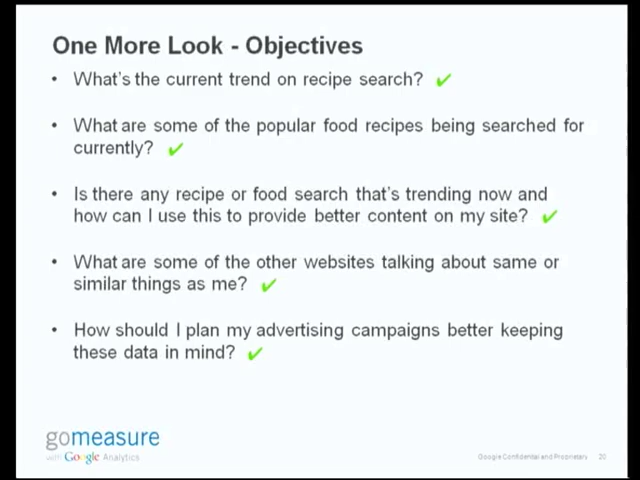 One More Look - Objectives
• What's the current trend on recipe search? ✓
• What are some of the popular food recipes being searched for
currently? ✓
• Is there any recipe or food search that's trending now and
how can I use this to provide better content on my site? ✓
• What are some of the other websites talking about same or
similar things as me? ✓
• How should I plan my advertising campaigns better keeping
these data in mind? ✓
gomeasure
with Google Analytics
Google Confidential and Proprietary 20